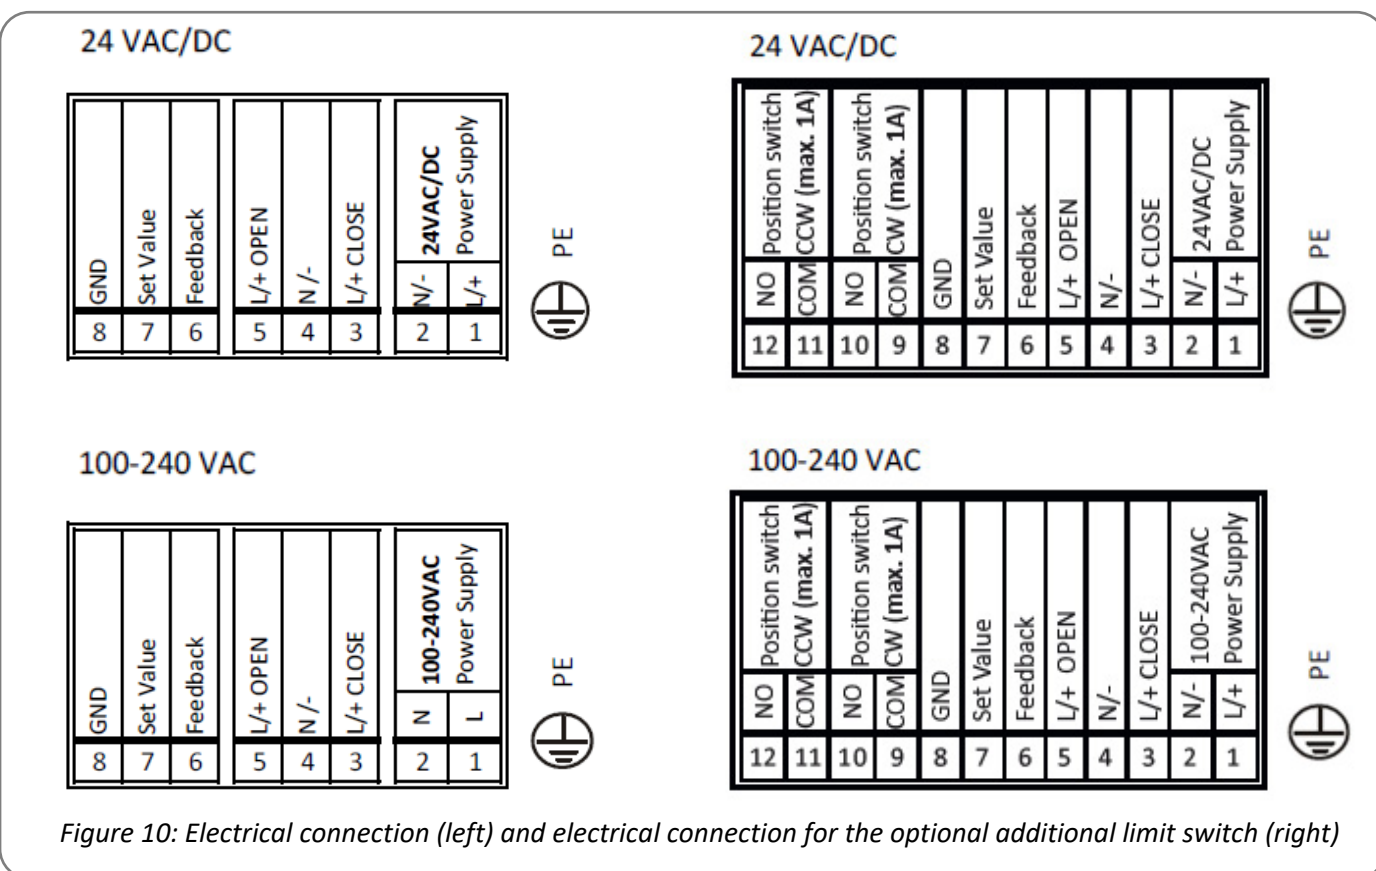 24 VAC/DC
GND
Set Value
Feedback
L/+ OPEN
N /-
L/+ CLOSE
24VAC/DC
Power Supply
N/-
L/+
8 7 6 5 4 3 2 1
PE
24 VAC/DC
Position switch
CCW (max. 1A)
Position switch
CW (max. 1A)
NO
COM
NO
COM
GND
Set Value
Feedback
L/+ OPEN
N/-
L/+ CLOSE
24VAC/DC
Power Supply
N/-
L/+
12 11 10 9 8 7 6 5 4 3 2 1
PE
100-240 VAC
GND
Set Value
Feedback
L/+ OPEN
N /-
L/+ CLOSE
100-240VAC
Power Supply
N
L
8 7 6 5 4 3 2 1
PE
100-240 VAC
Position switch
CCW (max. 1A)
Position switch
CW (max. 1A)
NO
COM
NO
COM
GND
Set Value
Feedback
L/+ OPEN
N/-
L/+ CLOSE
100-240VAC
Power Supply
N/-
L/+
12 11 10 9 8 7 6 5 4 3 2 1
PE
Figure 10: Electrical connection (left) and electrical connection for the optional additional limit switch (right)